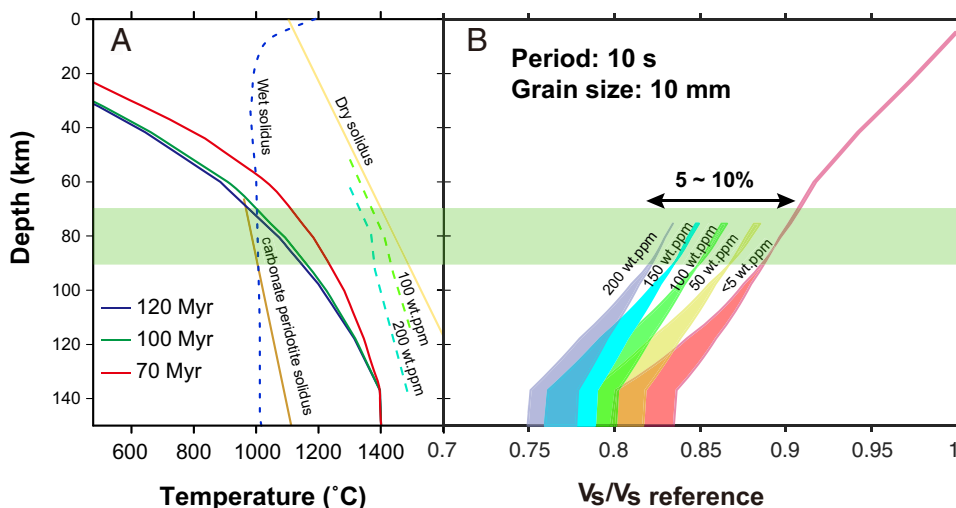 A
B
Period: 10 s
Grain size: 10 mm
0
20
40
60
80
100
120
140
Depth (km)
Wet solidus
Dry solidus
carbonate peridotite solidus
100 wt.ppm
200 wt.ppm
120 Myr
100 Myr
70 Myr
5 ~ 10%
200 wt.ppm
150 wt.ppm
100 wt.ppm
50 wt.ppm
<5 wt.ppm
600
800
1000
1200
1400
0.7
0.75
0.8
0.85
0.9
0.95
1
Temperature (˚C)
Vs/Vs reference